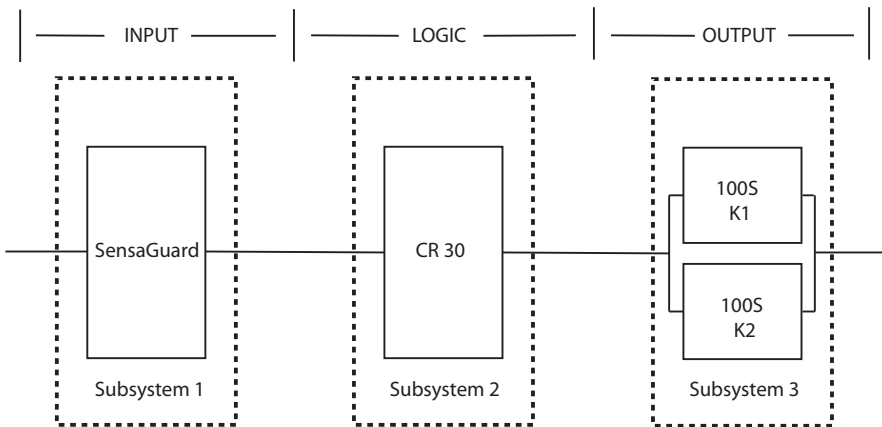 INPUT
LOGIC
OUTPUT
SensaGuard
CR 30
100S
K1
100S
K2
Subsystem 1
Subsystem 2
Subsystem 3